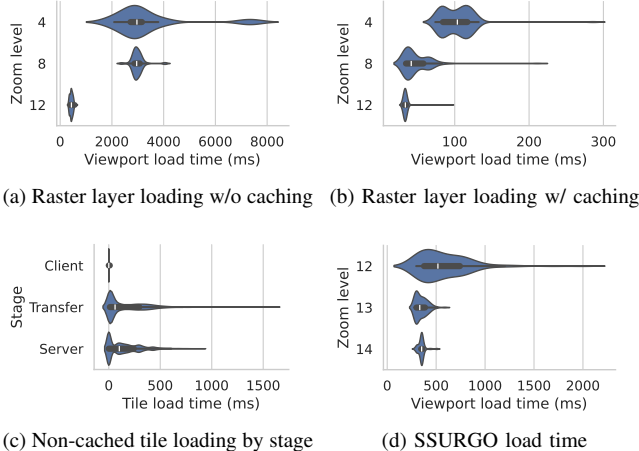 Zoom level
4
8
12
0 2000 4000 6000 8000
Viewport load time (ms)
(a) Raster layer loading w/o caching
Zoom level
4
8
12
100 200 300
Viewport load time (ms)
(b) Raster layer loading w/ caching
Stage
Client
Transfer
Server
0 500 1000 1500
Tile load time (ms)
(c) Non-cached tile loading by stage
Zoom level
12
13
14
0 500 1000 1500 2000
Viewport load time (ms)
(d) SSURGO load time